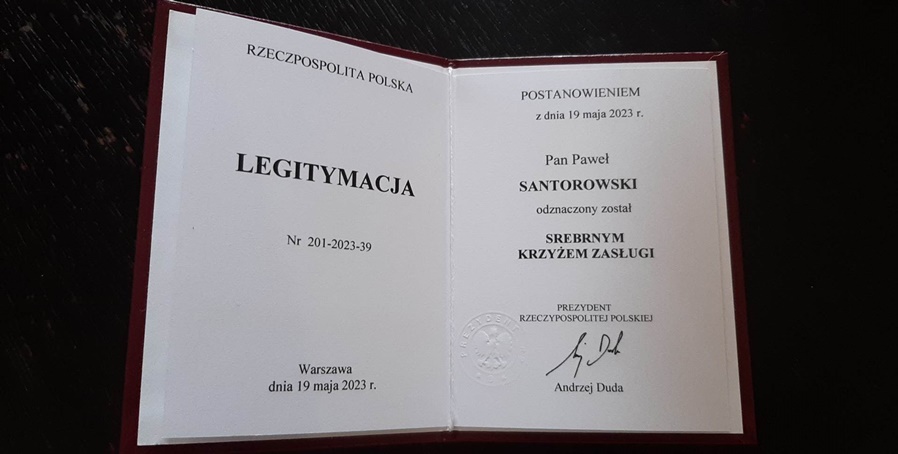 RZECZPOSPOLITA POLSKA
LEGITYMACJA
Nr 201-2023-39
Warszawa
dnia 19 maja 2023 r.
POSTANOWIENIEM
z dnia 19 maja 2023 r.
Pan Paweł
SANTOROWSKI
odznaczony został
SREBRNYM
KRZYŻEM ZASŁUGI
PREZYDENT
RZECZYPOSPOLITEJ POLSKIEJ
Andrzej Duda